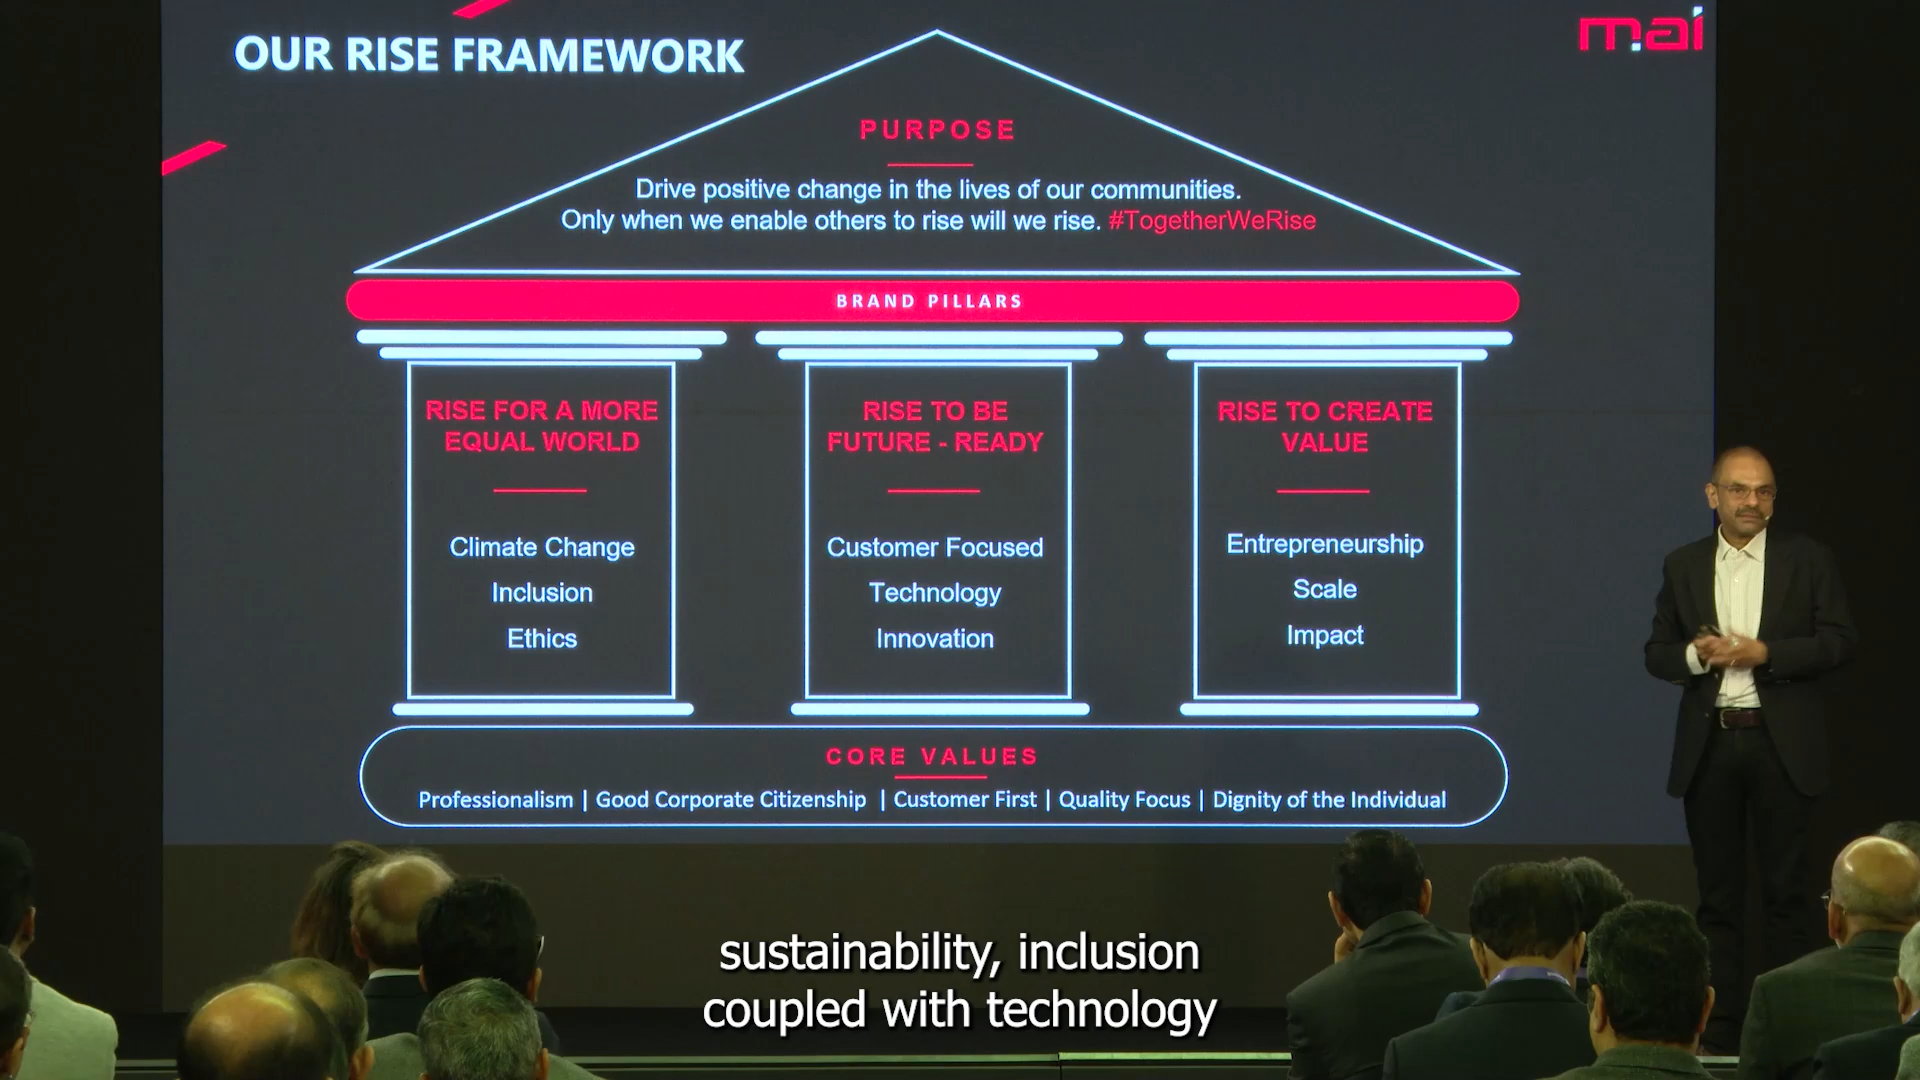 OUR RISE FRAMEWORK
mai
PURPOSE
Drive positive change in the lives of our communities.
Only when we enable others to rise will we rise. #TogetherWeRise
BRAND PILLARS
RISE FOR A MORE
EQUAL WORLD
Climate Change
Inclusion
Ethics
RISE TO BE
FUTURE - READY
Customer Focused
Technology
Innovation
RISE TO CREATE
VALUE
Entrepreneurship
Scale
Impact
CORE VALUES
Professionalism | Good Corporate Citizenship | Customer First | Quality Focus | Dignity of the Individual
sustainability, inclusion
coupled with technology